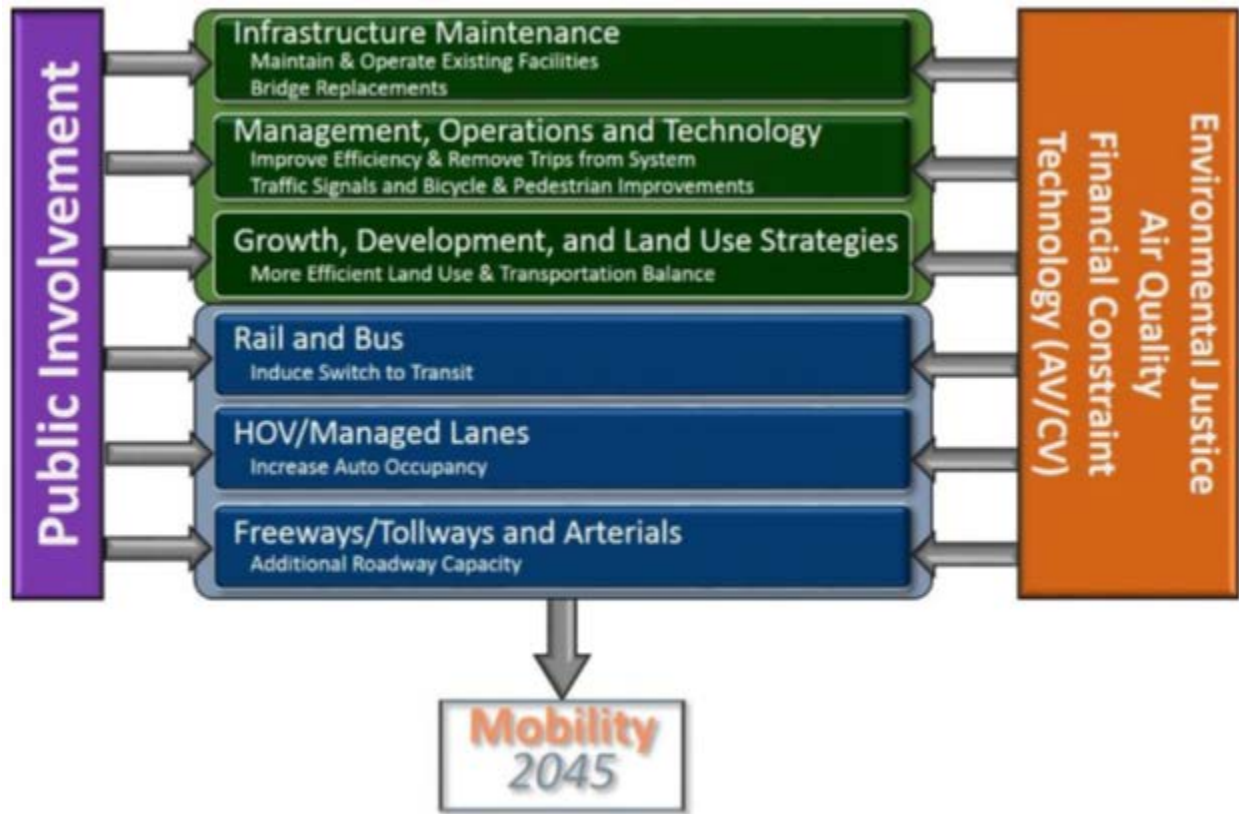 Public Involvement
Infrastructure Maintenance
Maintain & Operate Existing Facilities
Bridge Replacements
Management, Operations and Technology
Improve Efficiency & Remove Trips from System
Traffic Signals and Bicycle & Pedestrian Improvements
Growth, Development, and Land Use Strategies
More Efficient Land Use & Transportation Balance
Rail and Bus
Induce Switch to Transit
HOV/Managed Lanes
Increase Auto Occupancy
Freeways/Tollways and Arterials
Additional Roadway Capacity
Environmental Justice
Air Quality
Financial Constraint
Technology (AV/CV)
Mobility
2045